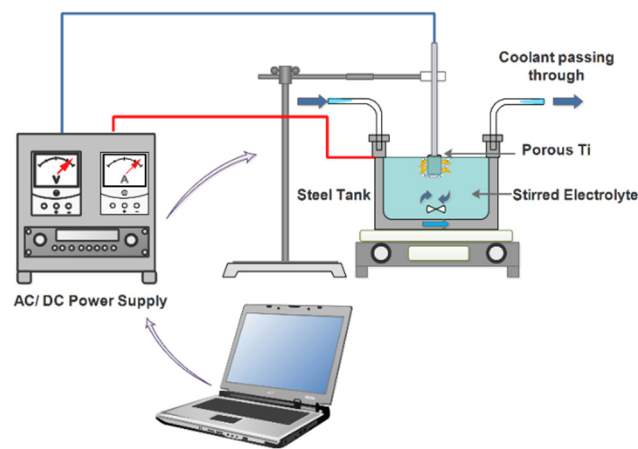 Coolant passing
through
Porous Ti
Steel Tank
Stirred Electrolyte
V
A
AC/ DC Power Supply